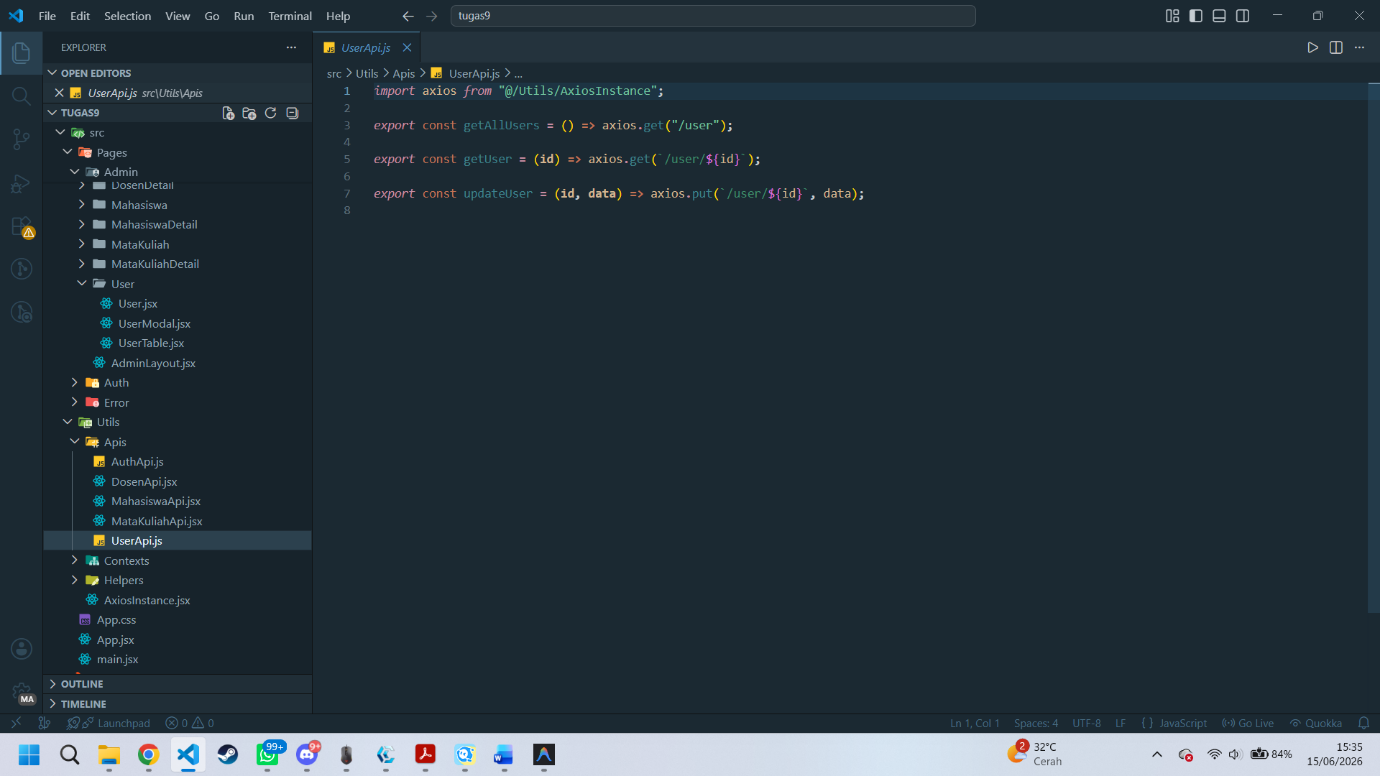 File Edit Selection View Go Run Terminal Help
tugas9
EXPLORER
OPEN EDITORS
UserApi.js src\Utils\Apis
TUGAS9
src
Pages
Admin
DosenDetail
Mahasiswa
MahasiswaDetail
MataKuliah
MataKuliahDetail
User
User.jsx
UserModal.jsx
UserTable.jsx
AdminLayout.jsx
Auth
Error
Utils
Apis
AuthApi.js
DosenApi.jsx
MahasiswaApi.jsx
MataKuliahApi.jsx
UserApi.js
Contexts
Helpers
AxiosInstance.jsx
App.css
App.jsx
main.jsx
OUTLINE
TIMELINE
MA
JS UserApi.js
src > Utils > Apis > JS UserApi.js > ...
1 import axios from "@/Utils/AxiosInstance";
2
3 export const getAllUsers = () => axios.get("/user");
4
5 export const getUser = (id) => axios.get(`/user/${id}`);
6
7 export const updateUser = (id, data) => axios.put(`/user/${id}`, data);
8
Launchpad 0 0
Ln 1, Col 1 Spaces: 4 UTF-8 LF { } JavaScript Go Live Quokka
99+
9+
2
32°C
Cerah
84%
15:35
15/06/2026